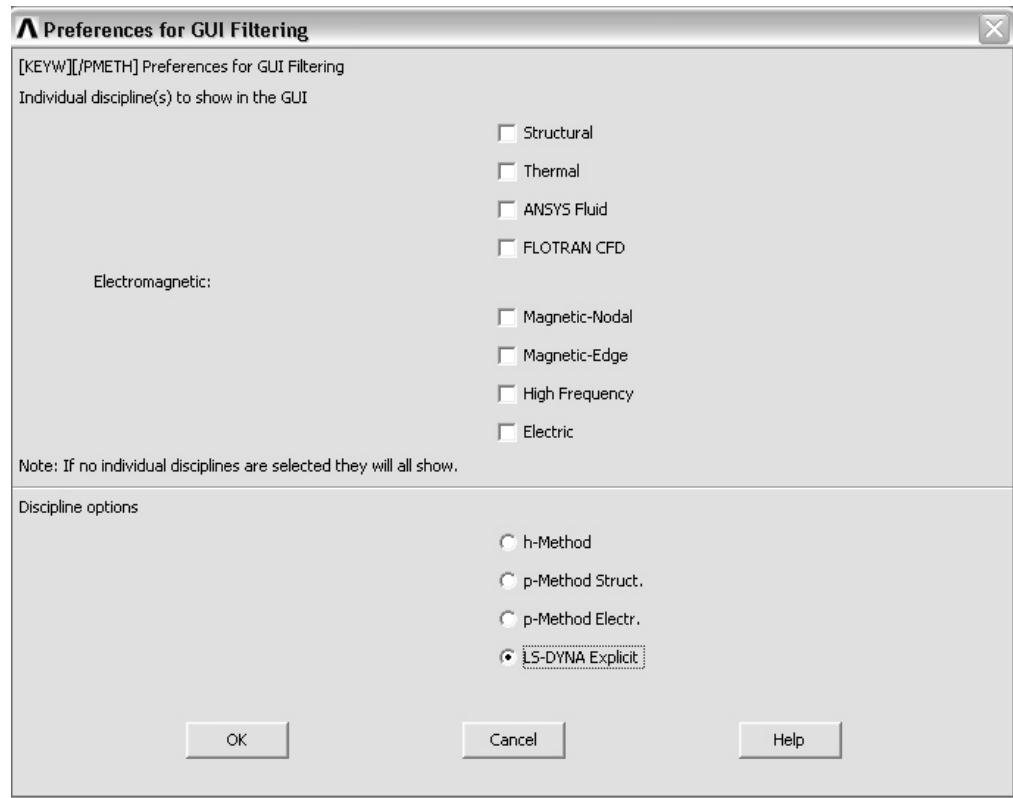 Preferences for GUI Filtering
[KEYW][/PMETH] Preferences for GUI Filtering
Individual discipline(s) to show in the GUI
Structural
Thermal
ANSYS Fluid
FLOTRAN CFD
Electromagnetic:
Magnetic-Nodal
Magnetic-Edge
High Frequency
Electric
Note: If no individual disciplines are selected they will all show.
Discipline options
h-Method
p-Method Struct.
p-Method Electr.
LS-DYNA Explicit
OK Cancel Help